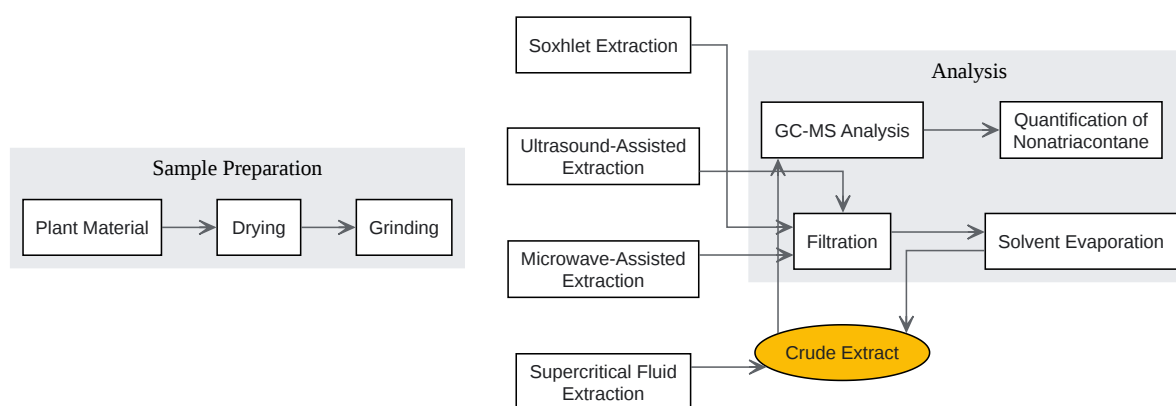 Soxhlet Extraction
Analysis
GC-MS Analysis
Quantification of
Nonatriacontane
Ultrasound-Assisted
Extraction
Sample Preparation
Plant Material
Drying
Grinding
Filtration
Solvent Evaporation
Microwave-Assisted
Extraction
Crude Extract
Supercritical Fluid
Extraction